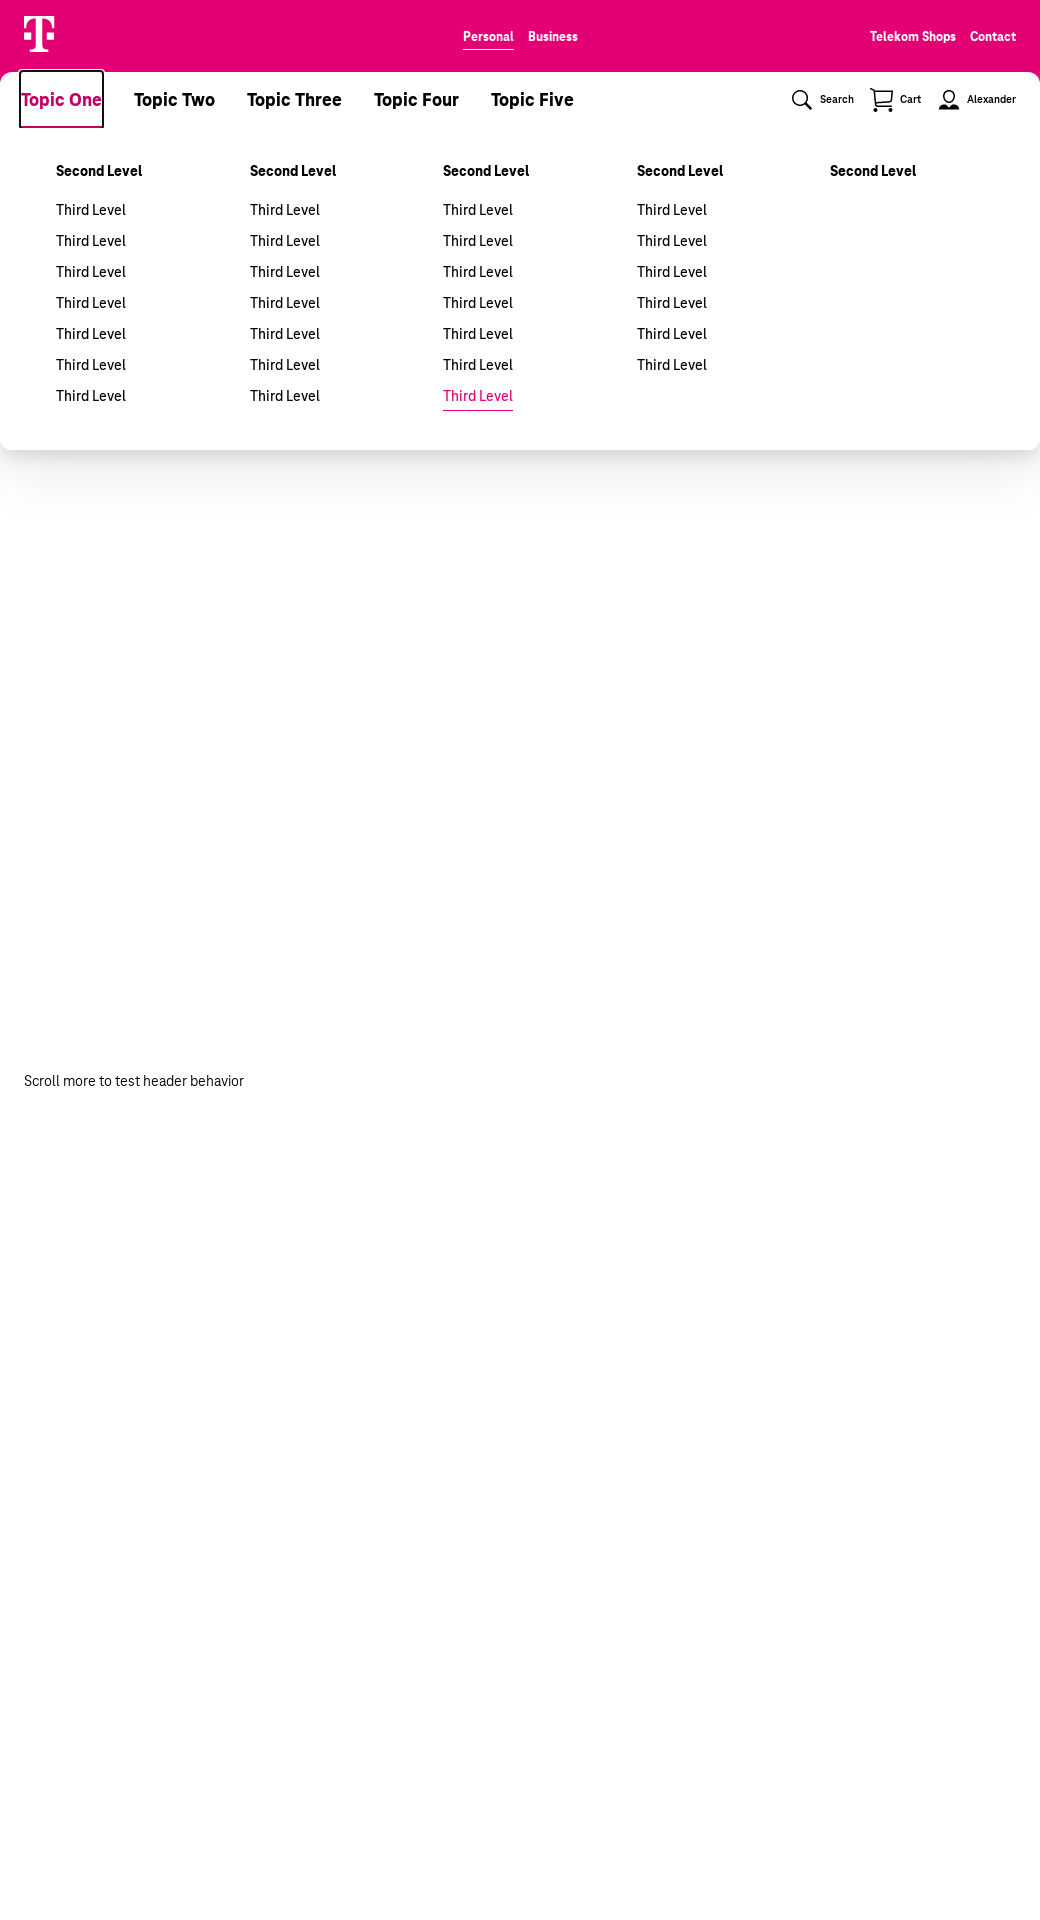 Personal Business Telekom Shops Contact
Topic One Topic Two Topic Three Topic Four Topic Five Search Cart Alexander
Second Level Second Level Second Level Second Level Second Level
Third Level Third Level Third Level Third Level
Third Level Third Level Third Level Third Level
Third Level Third Level Third Level Third Level
Third Level Third Level Third Level Third Level
Third Level Third Level Third Level Third Level
Third Level Third Level Third Level Third Level
Third Level Third Level Third Level
Scroll more to test header behavior